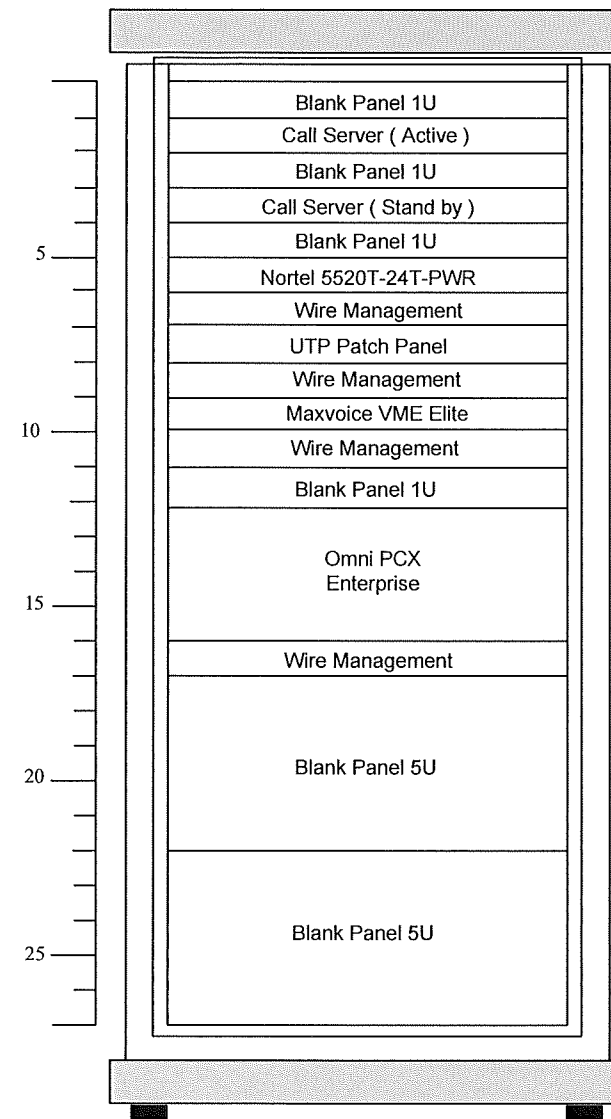 Blank Panel 1U
Call Server ( Active )
Blank Panel 1U
Call Server ( Stand by )
Blank Panel 1U
5
Nortel 5520T-24T-PWR
Wire Management
UTP Patch Panel
Wire Management
Maxvoice VME Elite
10
Wire Management
Blank Panel 1U
Omni PCX
Enterprise
15
Wire Management
Blank Panel 5U
20
Blank Panel 5U
25